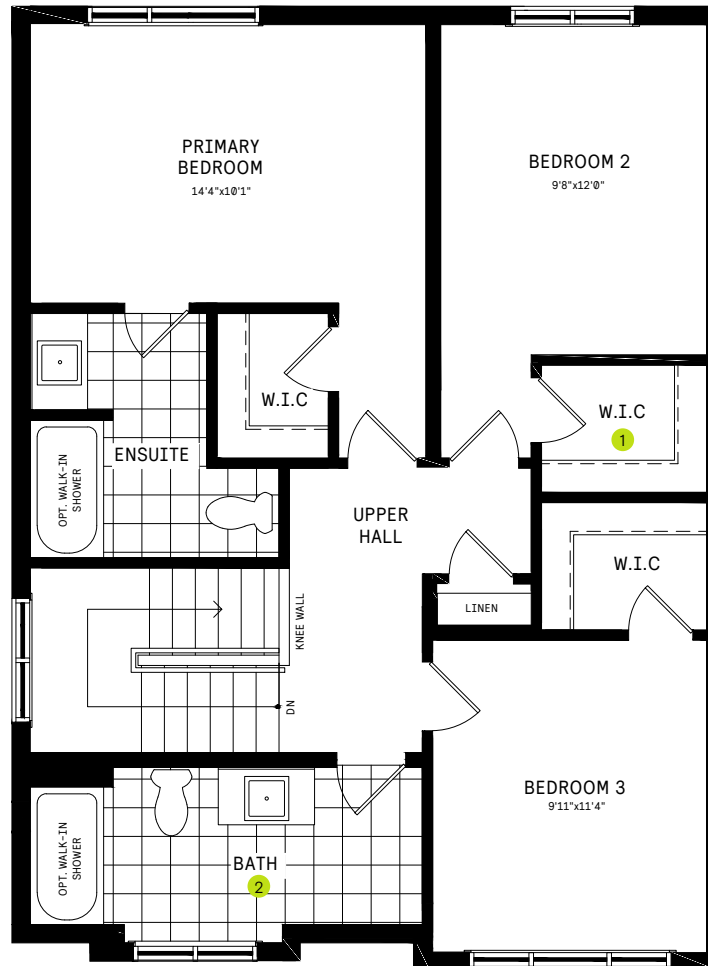 PRIMARY
BEDROOM
14'4"x10'1"
BEDROOM 2
9'8"x12'0"
W.I.C
W.I.C
1
ENSUITE
OPT. WALK-IN
SHOWER
UPPER
HALL
W.I.C
LINEN
KNEE WALL
DN
BEDROOM 3
9'11"x11'4"
OPT. WALK-IN
SHOWER
BATH
2